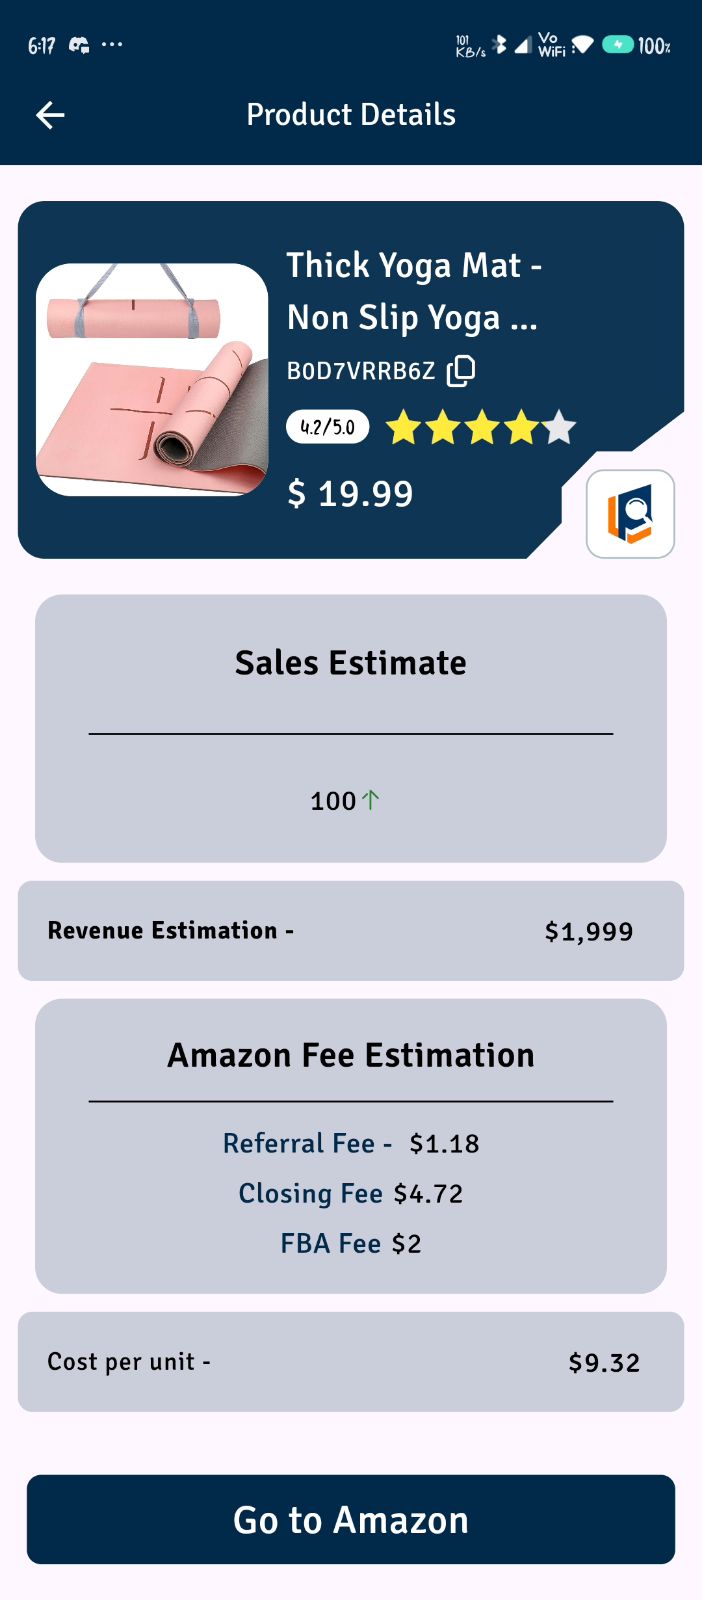 6:17
101 KB/s Vo WiFi 100%
Product Details
Thick Yoga Mat -
Non Slip Yoga ...
B0D7VRRB6Z
4.2/5.0
$ 19.99
Sales Estimate
100↑
Revenue Estimation - $1,999
Amazon Fee Estimation
Referral Fee - $1.18
Closing Fee $4.72
FBA Fee $2
Cost per unit - $9.32
Go to Amazon